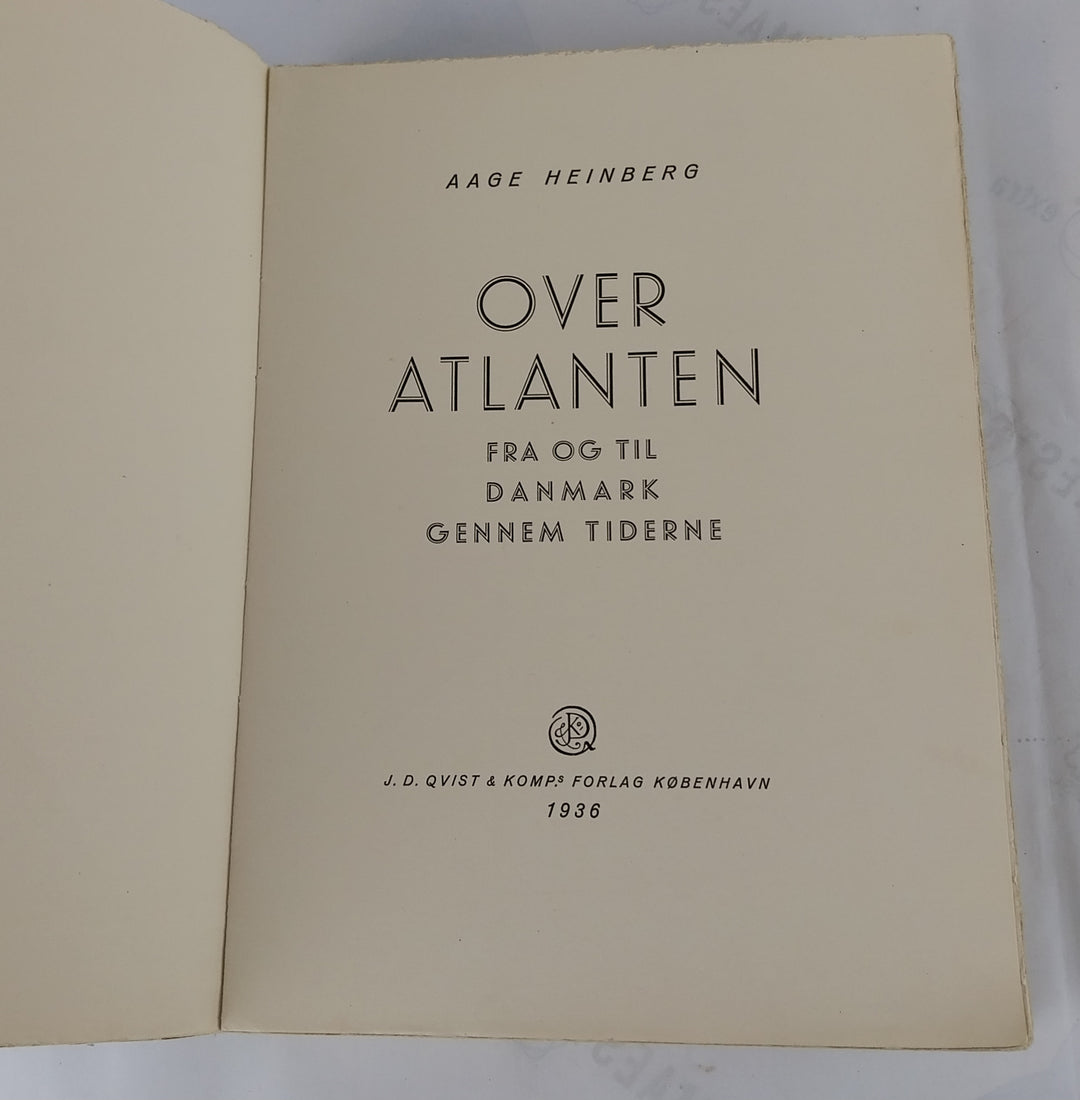 AAGE HEINBERG
OVER
ATLANTEN
FRA OG TIL
DANMARK
GENNEM TIDERNE
J. D. QVIST & KOMP.s FORLAG KØBENHAVN
1936